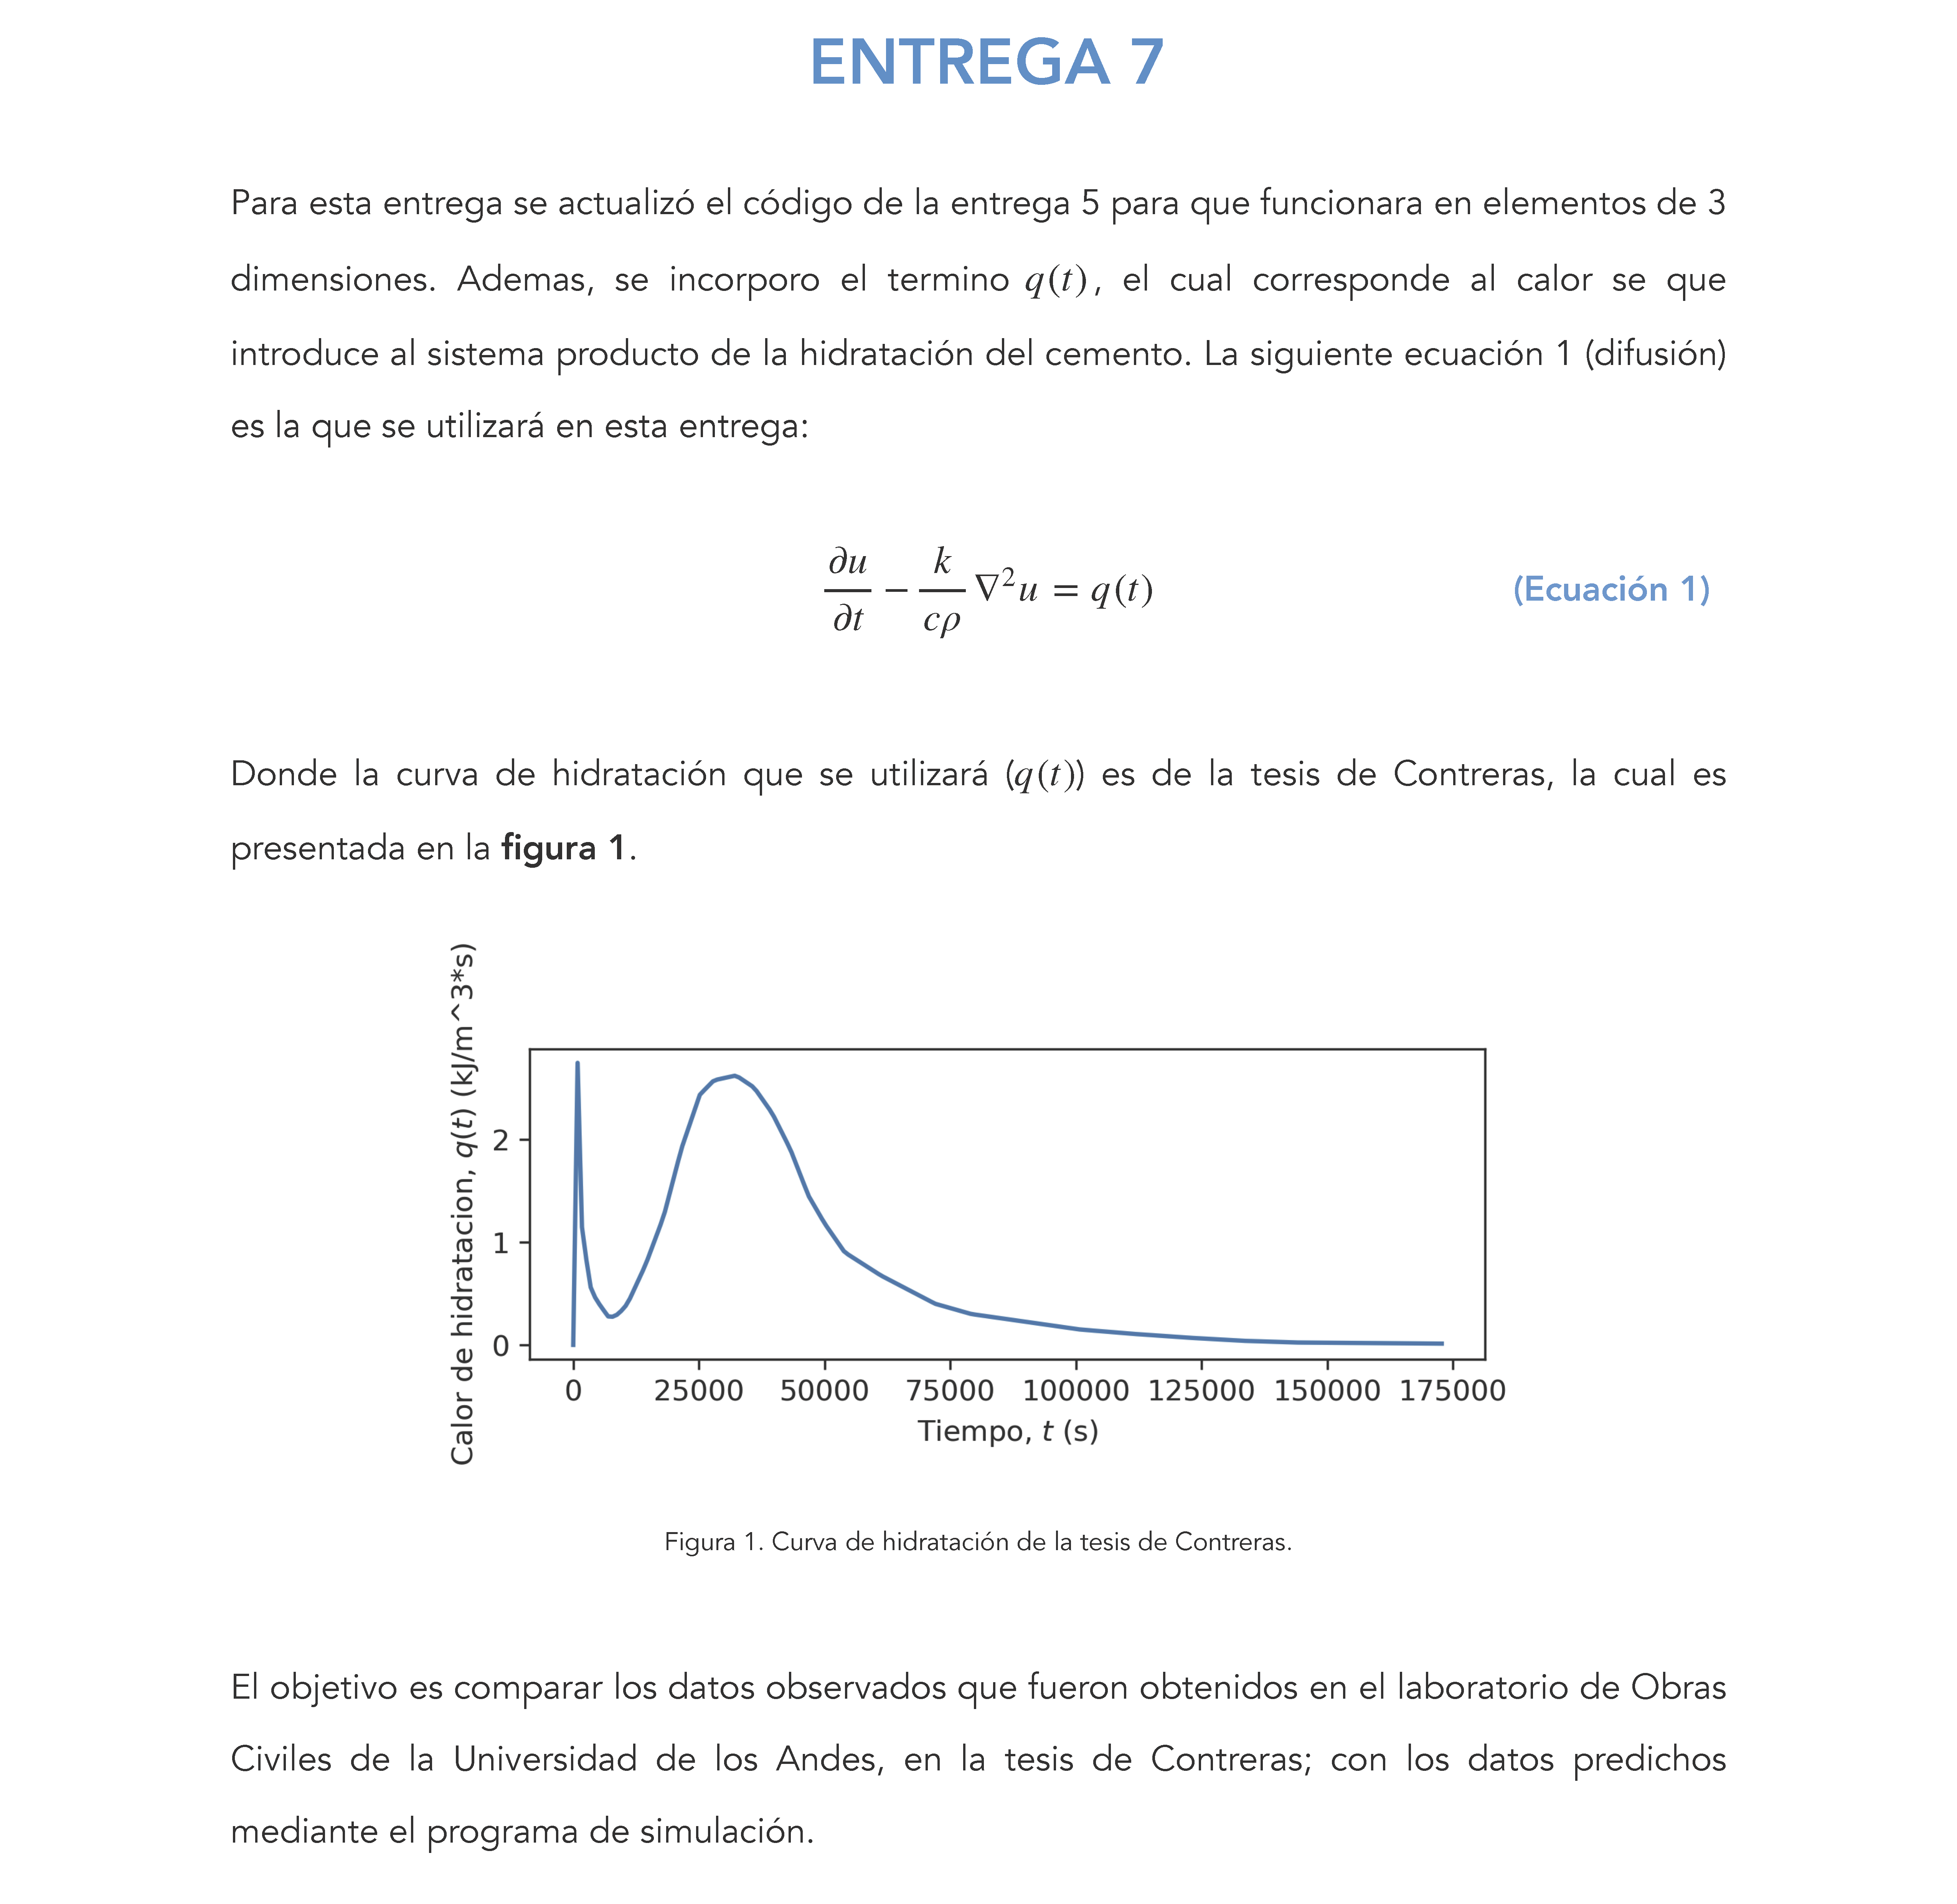 ENTREGA 7
Para esta entrega se actualizó el código de la entrega 5 para que funcionara en elementos de 3
dimensiones. Ademas, se incorporo el termino q(t), el cual corresponde al calor se que
introduce al sistema producto de la hidratación del cemento. La siguiente ecuación 1 (difusión)
es la que se utilizará en esta entrega:
∂u/∂t − k/cρ ∇²u = q(t) (Ecuación 1)
Donde la curva de hidratación que se utilizará (q(t)) es de la tesis de Contreras, la cual es
presentada en la figura 1.
Calor de hidratacion, q(t) (kJ/m^3*s)
2
1
0
0 25000 50000 75000 100000 125000 150000 175000
Tiempo, t (s)
Figura 1. Curva de hidratación de la tesis de Contreras.
El objetivo es comparar los datos observados que fueron obtenidos en el laboratorio de Obras
Civiles de la Universidad de los Andes, en la tesis de Contreras; con los datos predichos
mediante el programa de simulación.